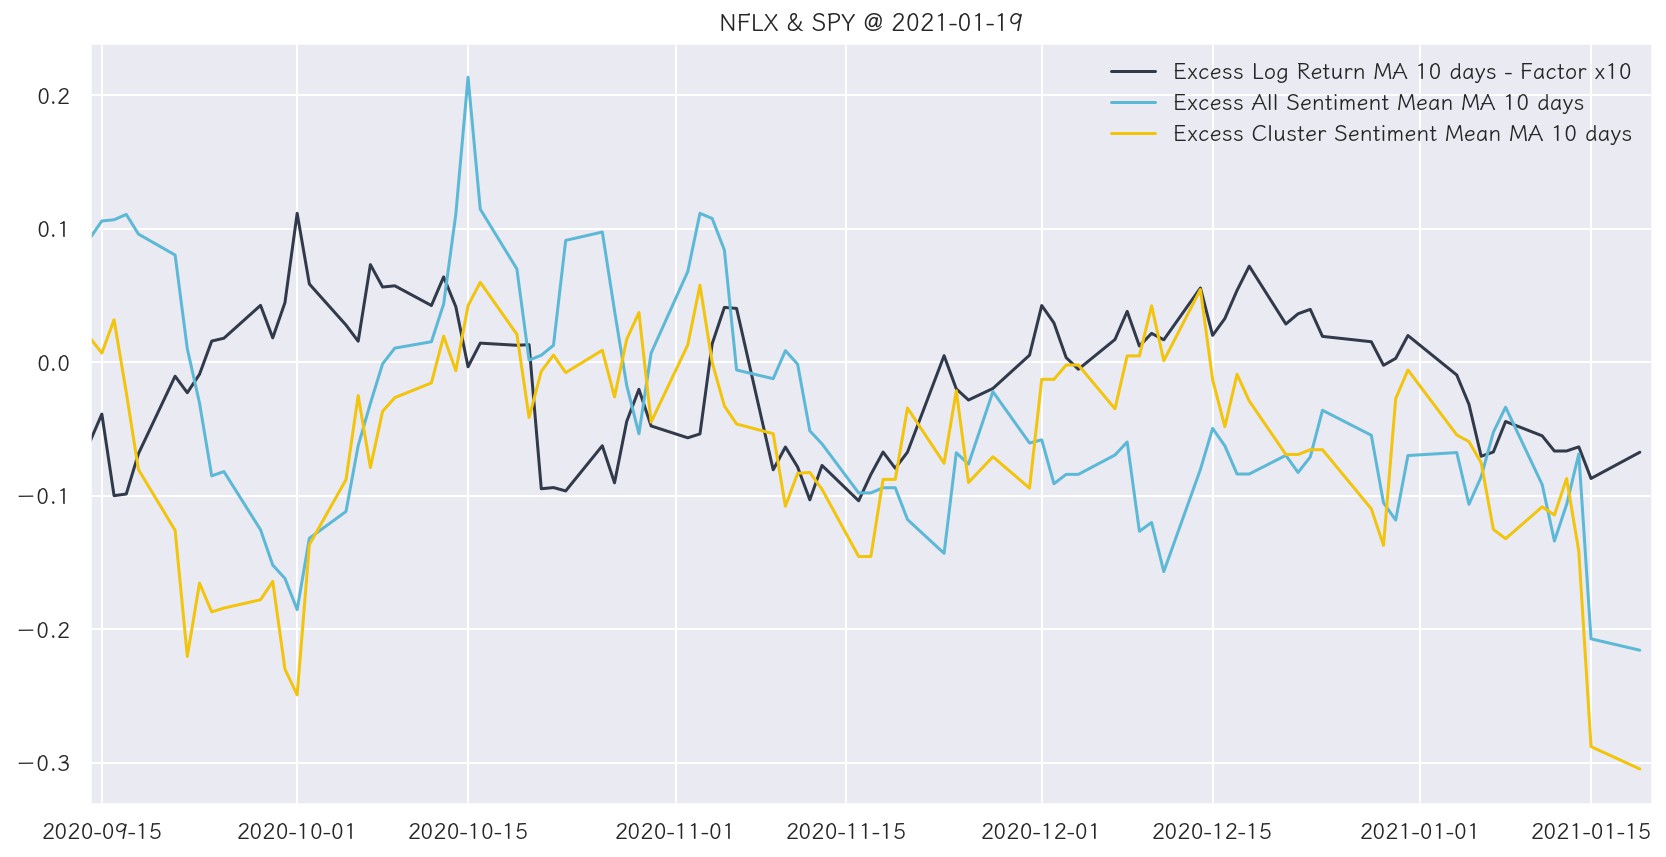 NFLX & SPY @ 2021-01-19
Excess Log Return MA 10 days - Factor x10
Excess All Sentiment Mean MA 10 days
Excess Cluster Sentiment Mean MA 10 days
0.2
0.1
0.0
−0.1
−0.2
−0.3
2020-09-15 2020-10-01 2020-10-15 2020-11-01 2020-11-15 2020-12-01 2020-12-15 2021-01-01 2021-01-15